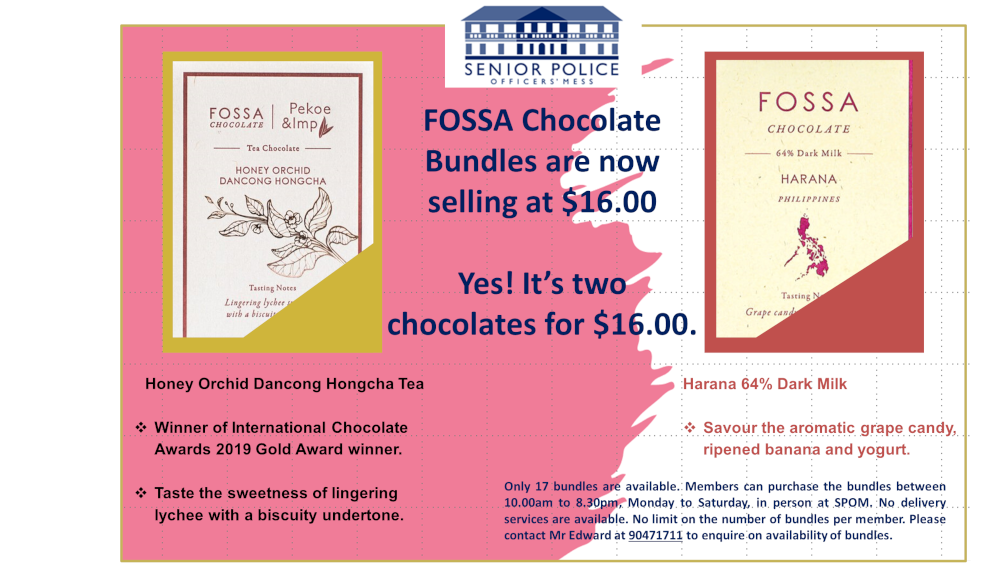 SENIOR POLICE
OFFICERS' MESS
FOSSA
CHOCOLATE
Pekoe
&Imp
Tea Chocolate
HONEY ORCHID
DANCONG HONGCHA
Tasting Notes
Lingering lychee
with a biscuit
FOSSA Chocolate
Bundles are now
selling at $16.00
Yes! It's two
chocolates for $16.00.
FOSSA
CHOCOLATE
64% Dark Milk
HARANA
PHILIPPINES
Tasting
Grape
Honey Orchid Dancong Hongcha Tea
❖ Winner of International Chocolate
Awards 2019 Gold Award winner.
❖ Taste the sweetness of lingering
lychee with a biscuity undertone.
Harana 64% Dark Milk
❖ Savour the aromatic grape candy,
ripened banana and yogurt.
Only 17 bundles are available. Members can purchase the bundles between
10.00am to 8.30pm, Monday to Saturday, in person at SPOM. No delivery
services are available. No limit on the number of bundles per member. Please
contact Mr Edward at 90471711 to enquire on availability of bundles.